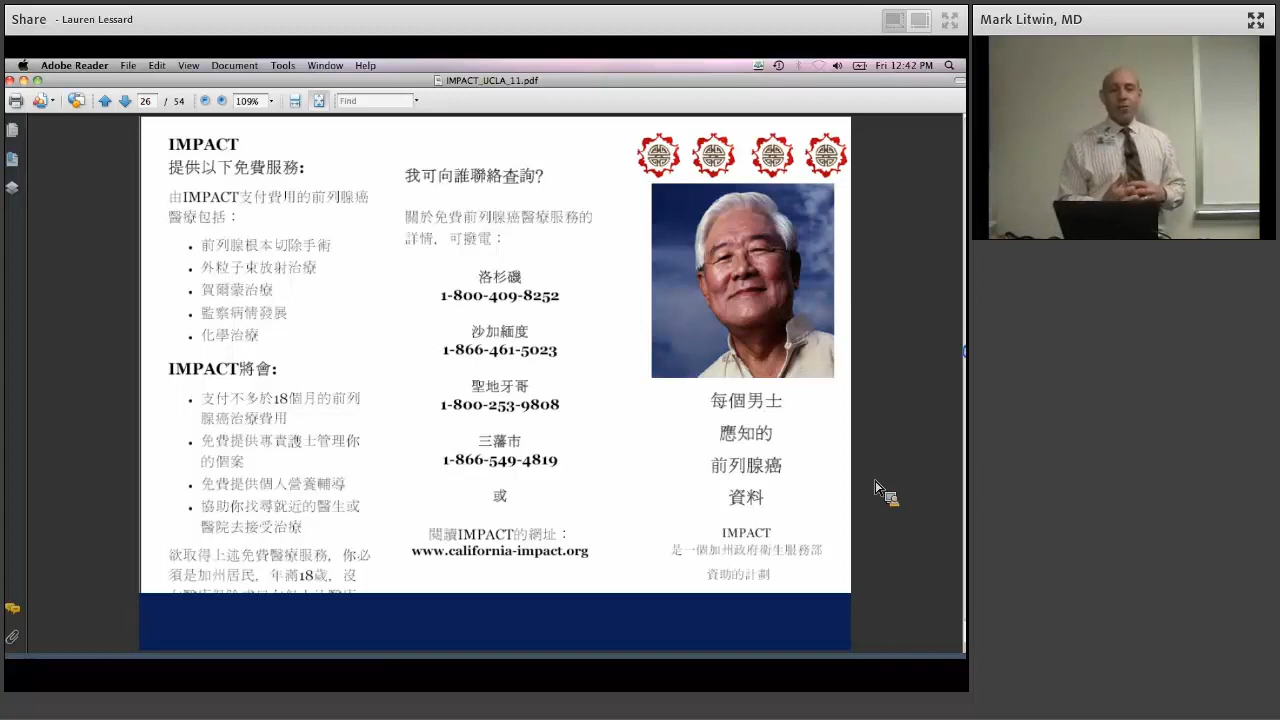 Share - Lauren Lessard
Mark Litwin, MD
Adobe Reader File Edit View Document Tools Window Help
Fri 12:42 PM
IMPACT_UCLA_11.pdf
26 / 54
109%
Find
IMPACT
提供以下免費服務:
由IMPACT支付費用的前列腺癌
醫療包括：
• 前列腺根本切除手術
• 外粒子束放射治療
• 賀爾蒙治療
• 監察病情發展
• 化學治療
IMPACT將會:
• 支付不多於18個月的前列
腺癌治療費用
• 免費提供專責護士管理你
的個案
• 免費提供個人營養輔導
• 協助你找尋就近的醫生或
醫院去接受治療
欲取得上述免費醫療服務，你必
須是加州居民，年滿18歲，沒
我可向誰聯絡查詢?
關於免費前列腺癌醫療服務的
詳情，可撥電：
洛杉磯
1-800-409-8252
沙加緬度
1-866-461-5023
聖地牙哥
1-800-253-9808
三藩市
1-866-549-4819
或
閱讀IMPACT的網址：
www.california-impact.org
每個男士
應知的
前列腺癌
資料
IMPACT
是一個加州政府衛生服務部
資助的計劃